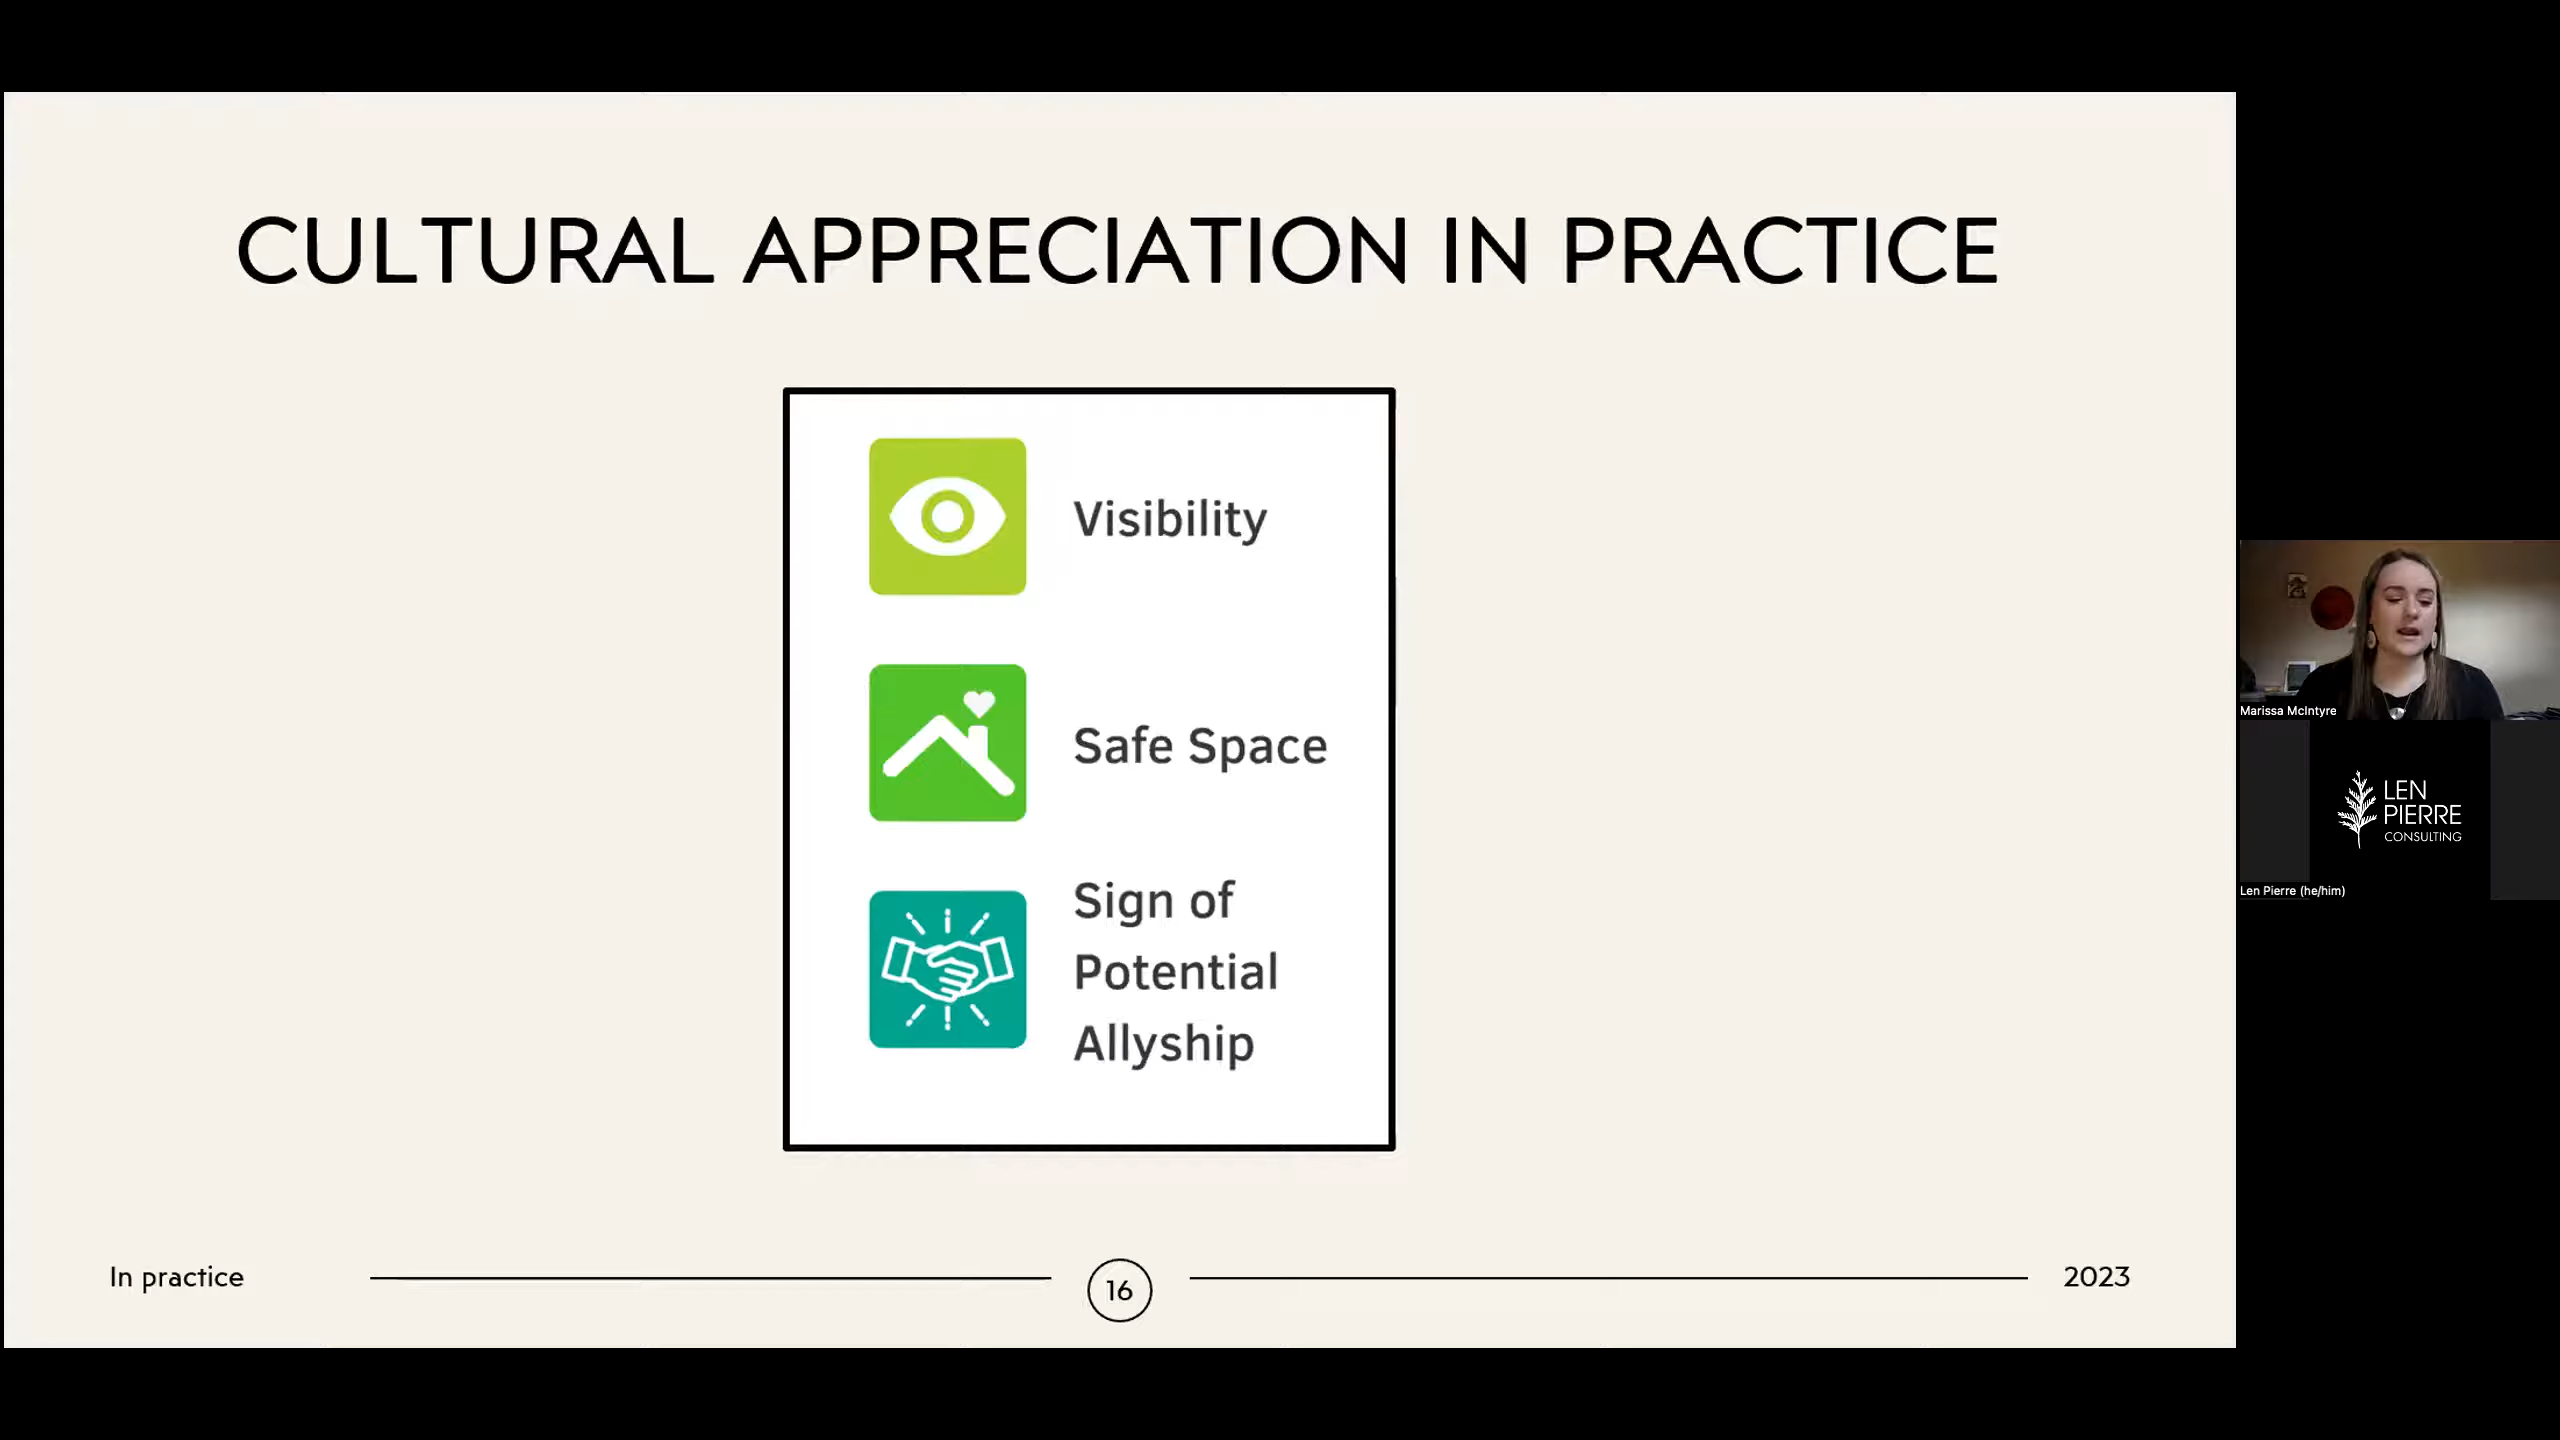 CULTURAL APPRECIATION IN PRACTICE
Visibility
Safe Space
Sign of
Potential
Allyship
In practice
16
2023
Marissa McIntyre
LEN
PIERRE
CONSULTING
Len Pierre (he/him)